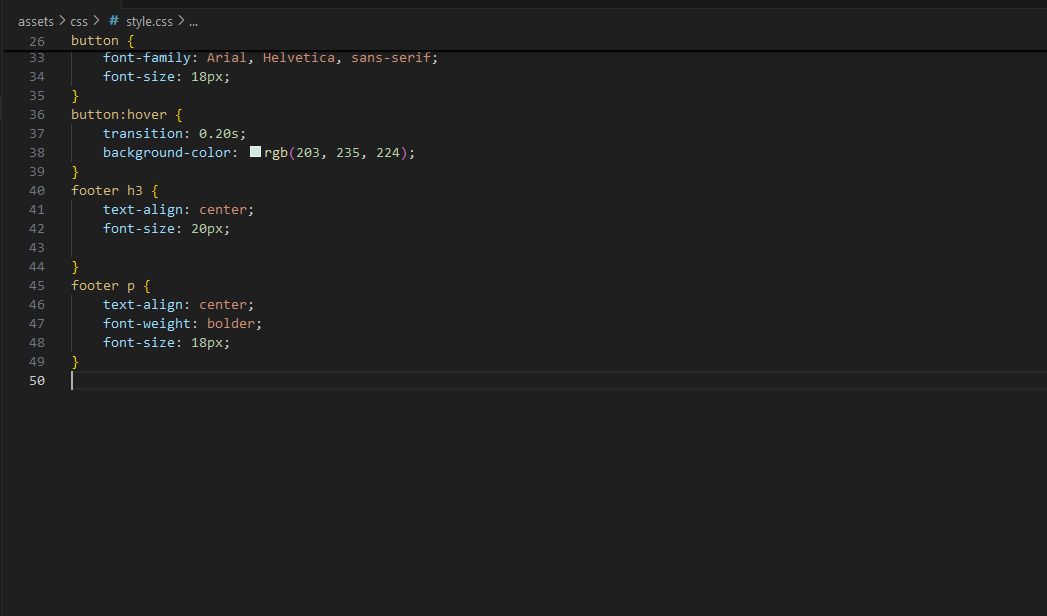 assets > css > # style.css > ...
26 button {
33 font-family: Arial, Helvetica, sans-serif;
34 font-size: 18px;
35 }
36 button:hover {
37 transition: 0.20s;
38 background-color: rgb(203, 235, 224);
39 }
40 footer h3 {
41 text-align: center;
42 font-size: 20px;
43
44 }
45 footer p {
46 text-align: center;
47 font-weight: bolder;
48 font-size: 18px;
49 }
50